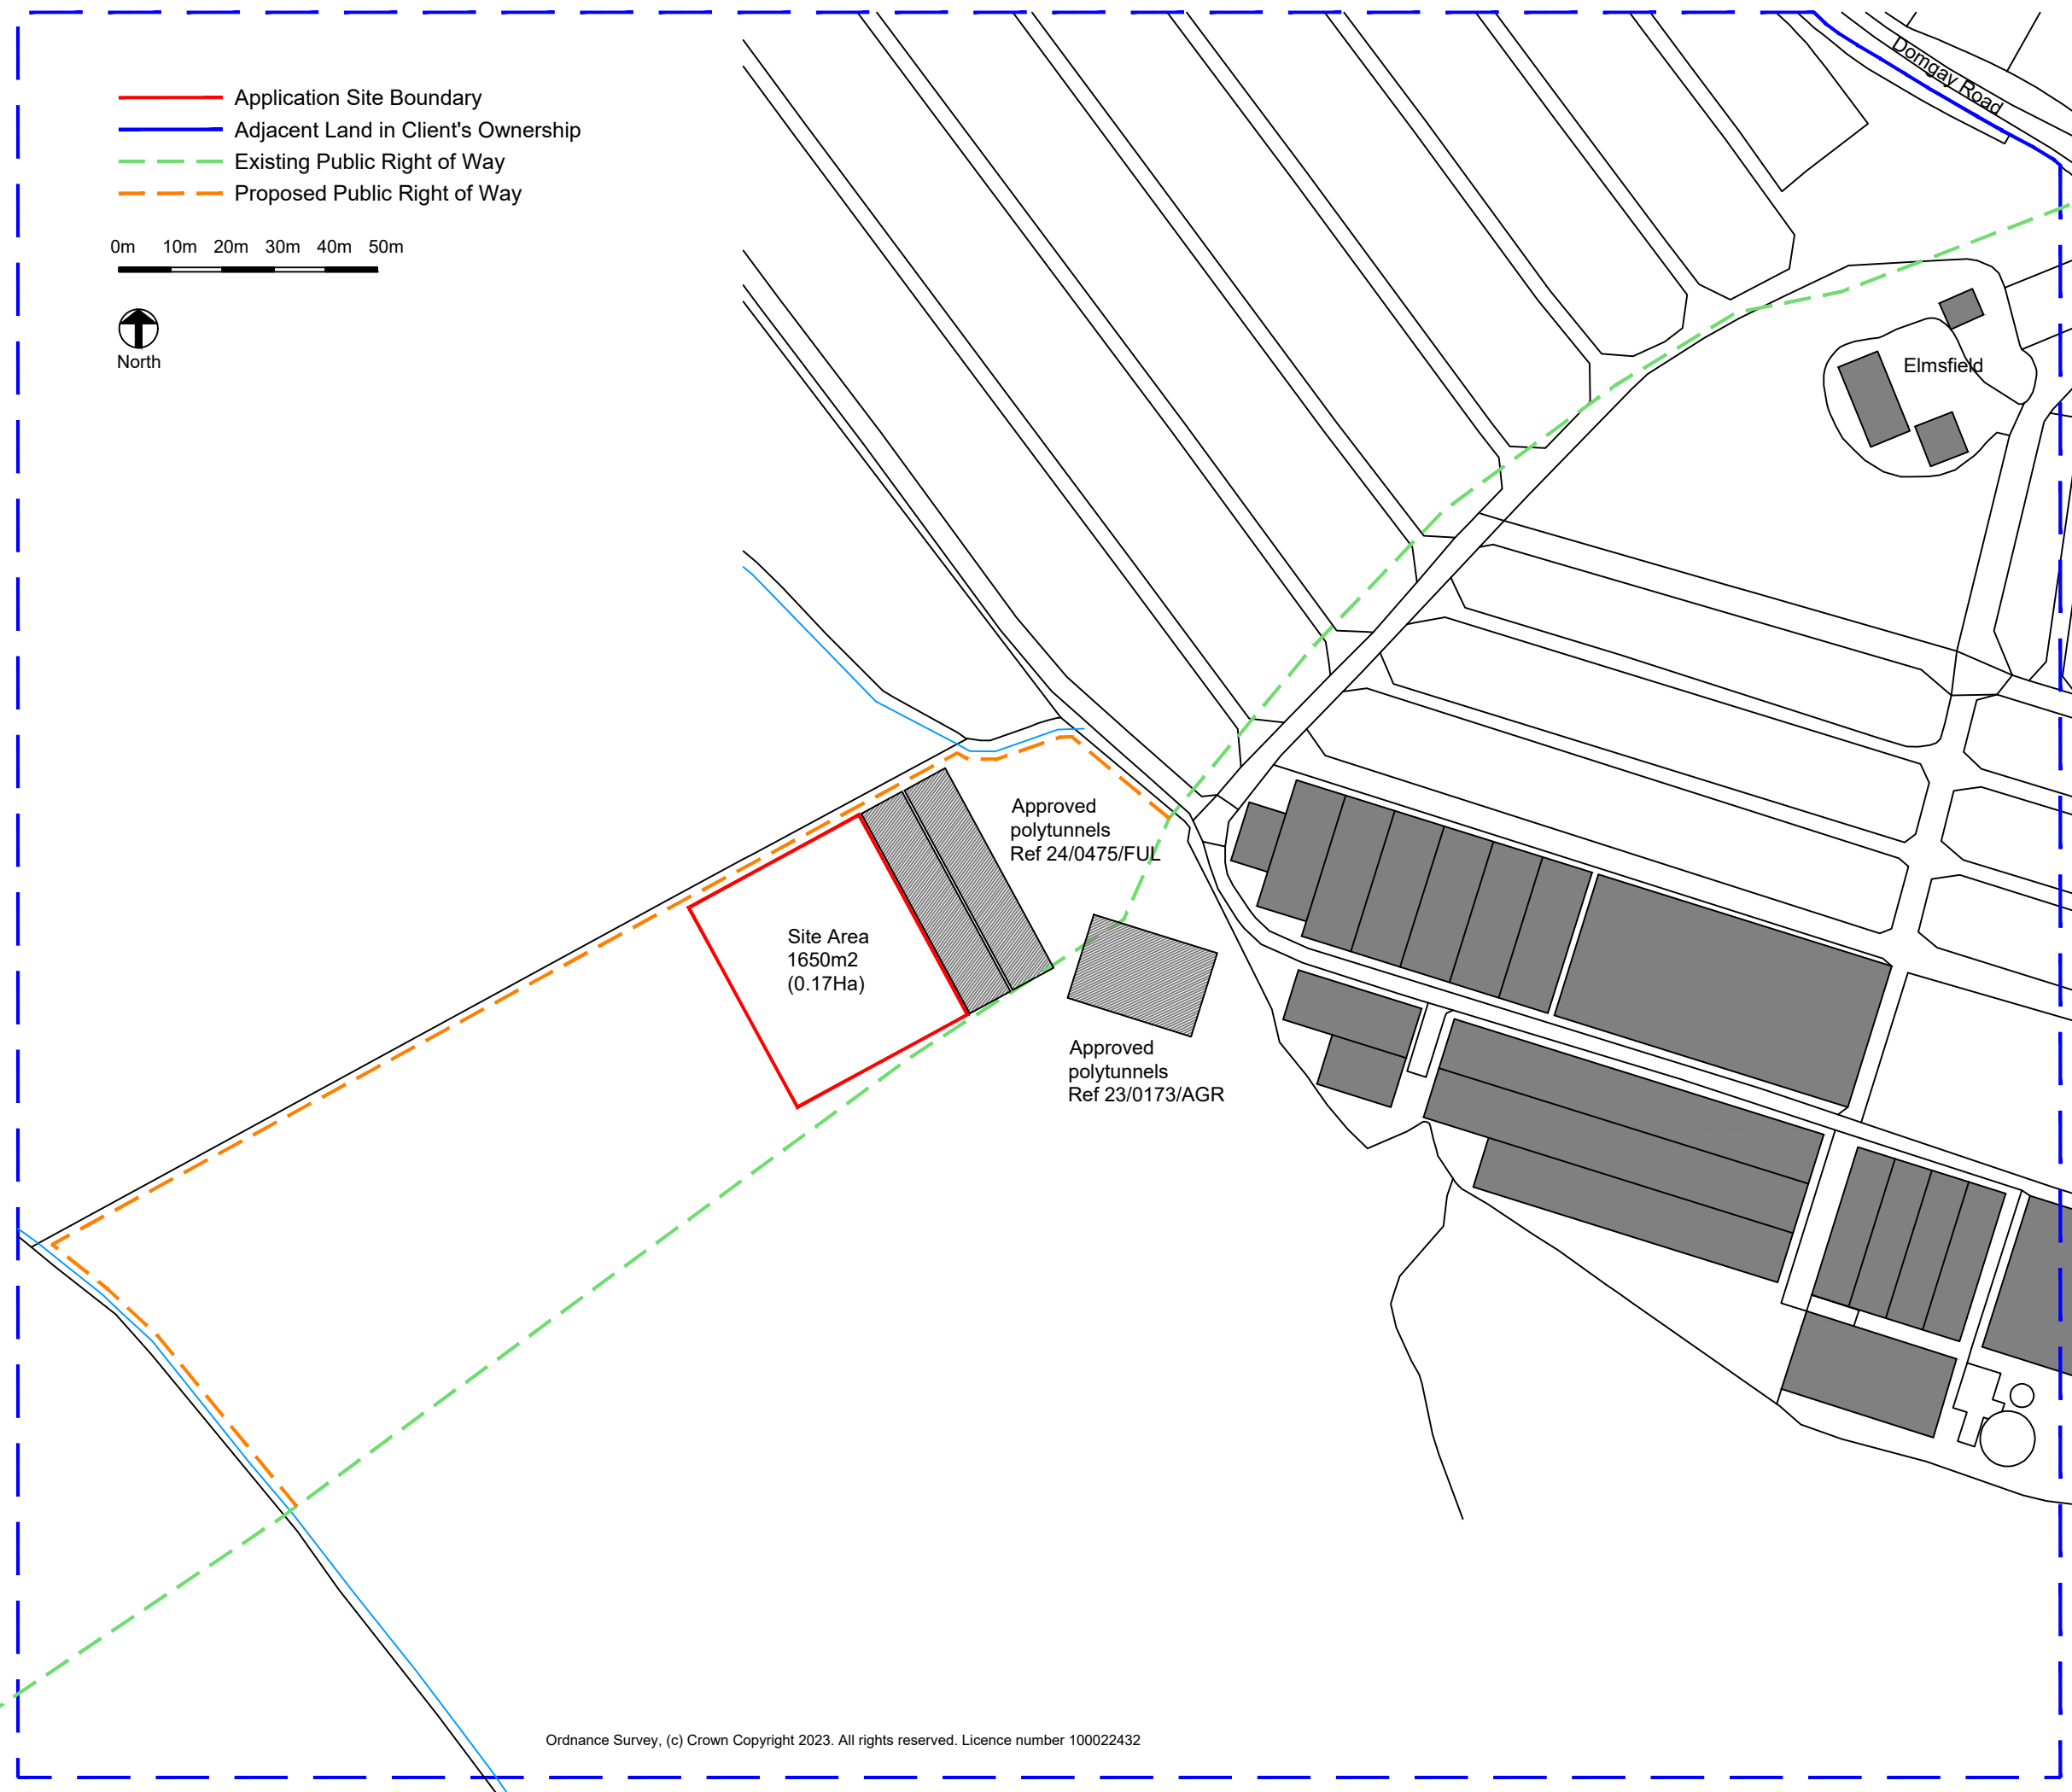 Application Site Boundary
Adjacent Land in Client's Ownership
Existing Public Right of Way
Proposed Public Right of Way
0m 10m 20m 30m 40m 50m
North
Domgay Road
Elmsfield
Approved
polytunnels
Ref 24/0475/FUL
Site Area
1650m2
(0.17Ha)
Approved
polytunnels
Ref 23/0173/AGR
Ordnance Survey, (c) Crown Copyright 2023. All rights reserved. Licence number 100022432